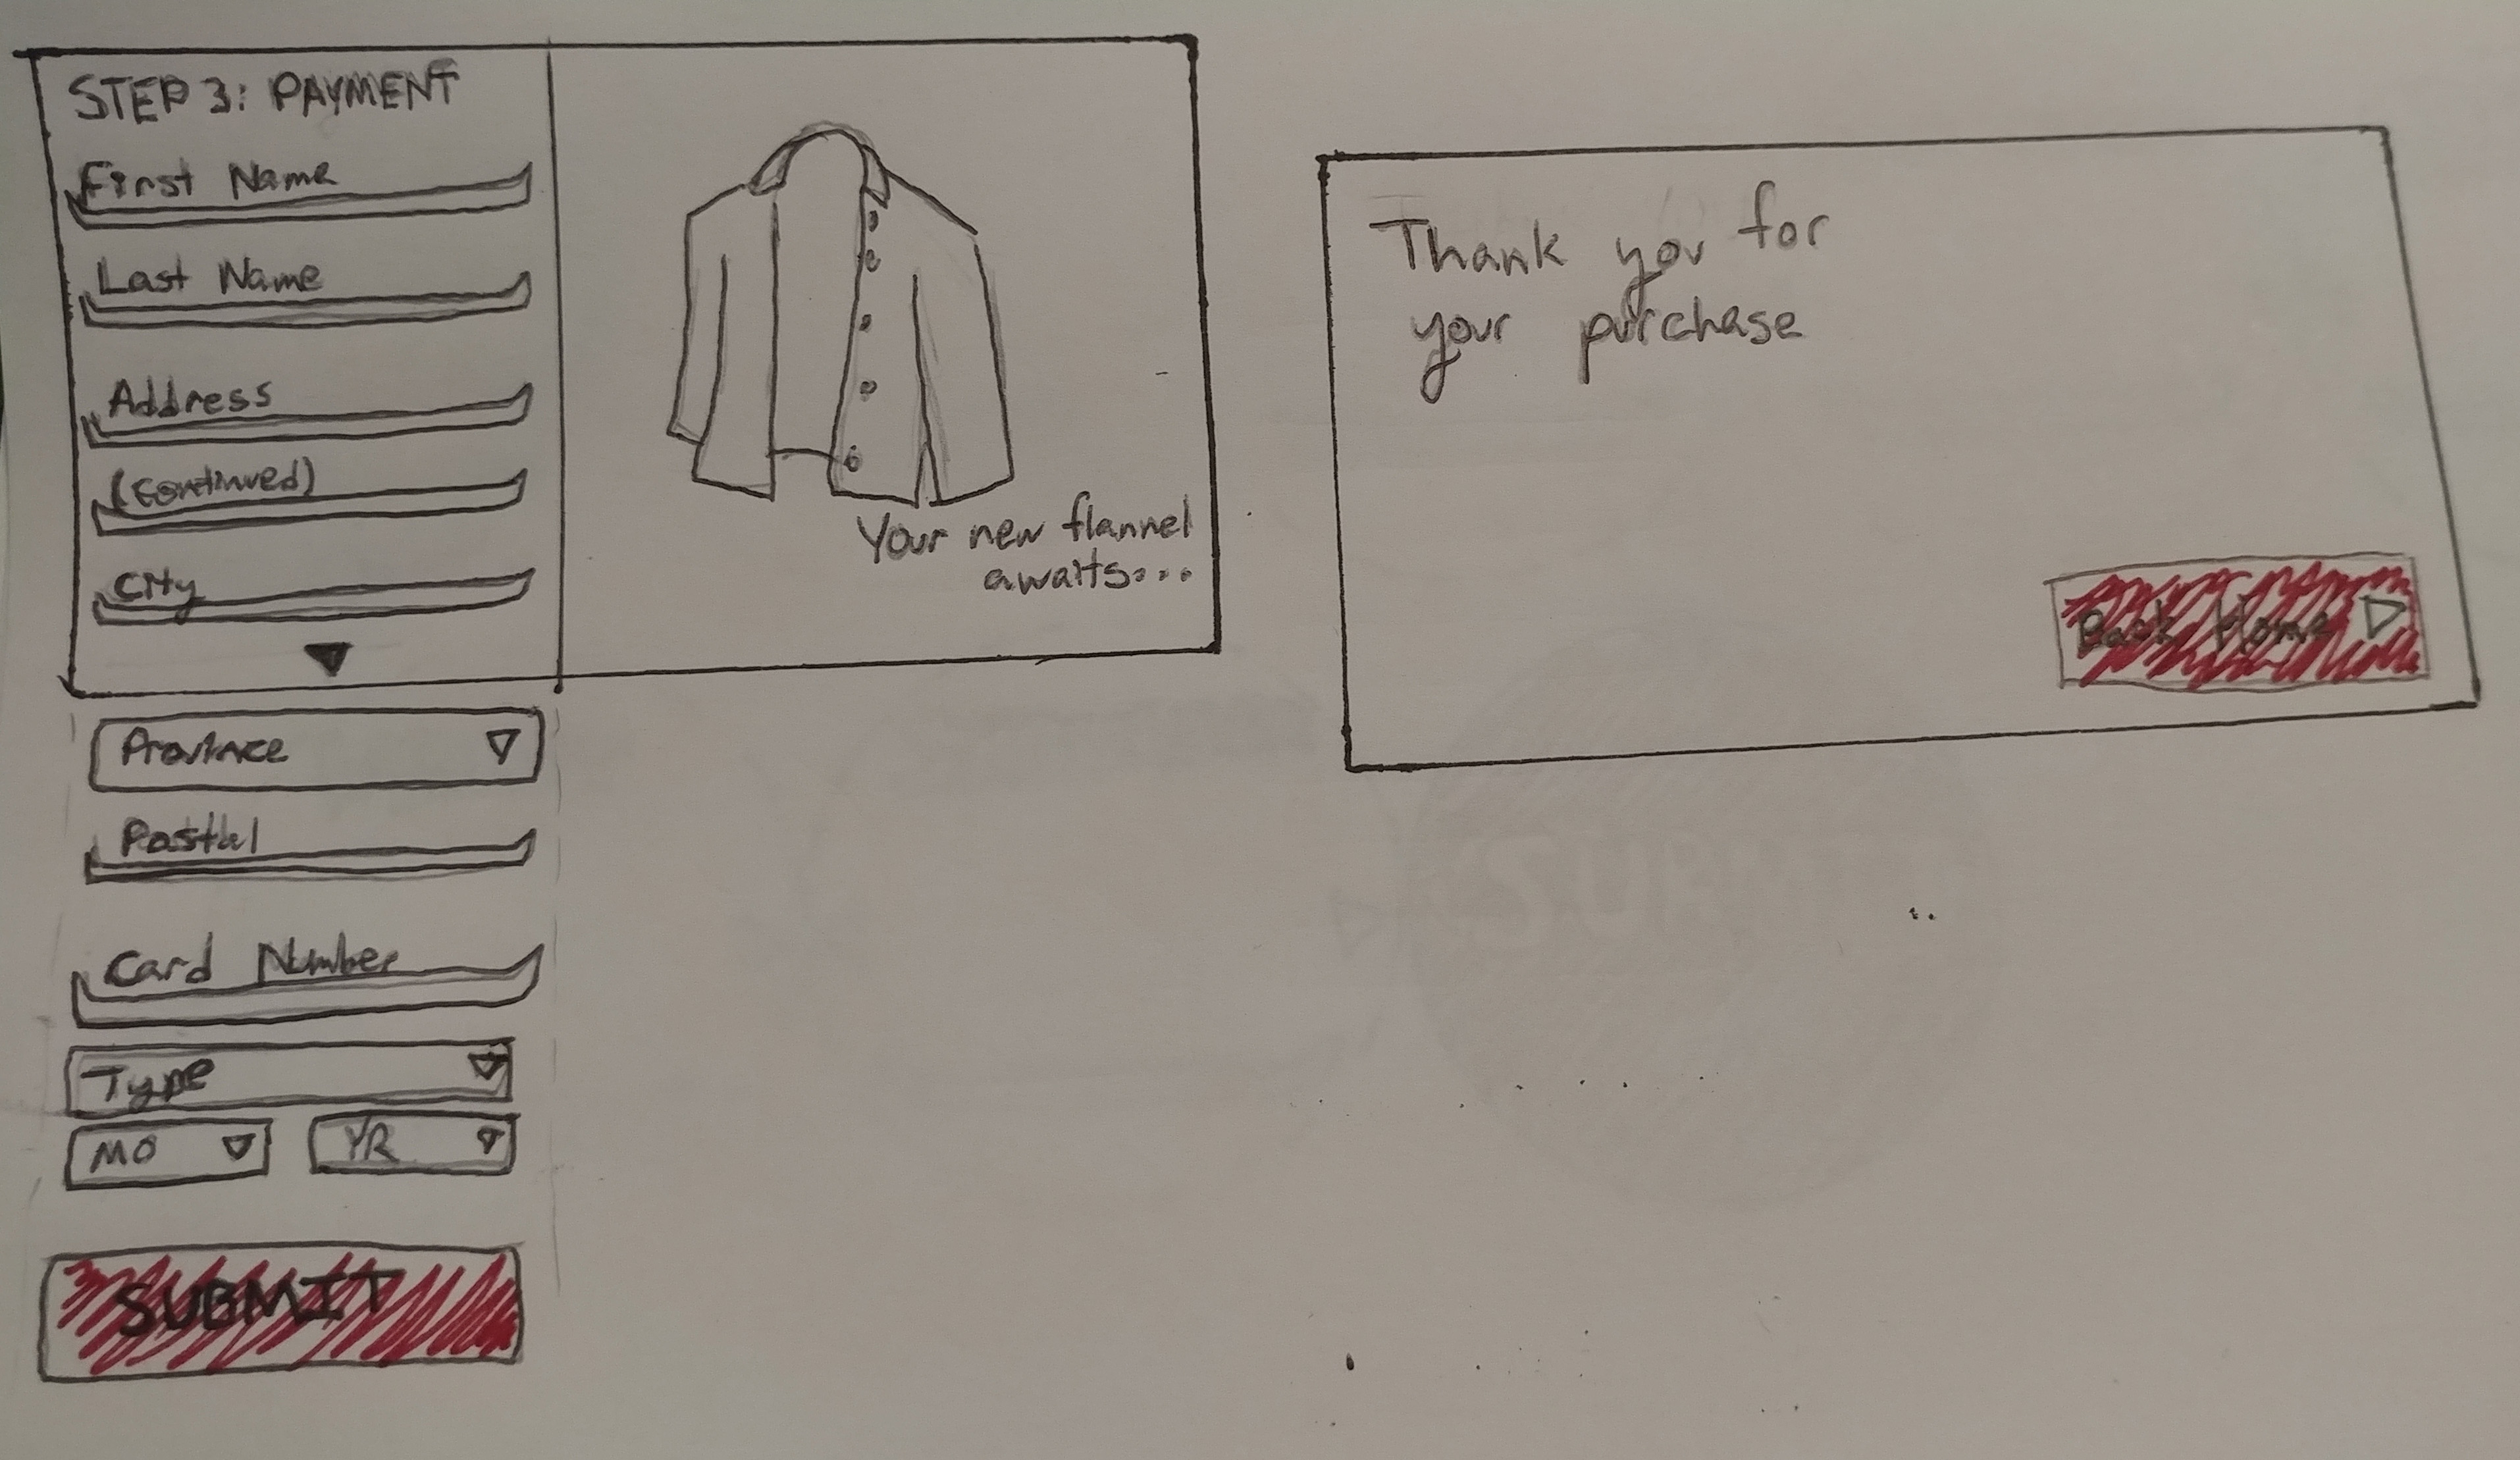 STEP 3: PAYMENT
First Name
Last Name
Address
(continued)
City
Province
Postal
Card Number
Type
MO
YR
SUBMIT
Your new flannel
awaits...
Thank you for
your purchase
Back Home